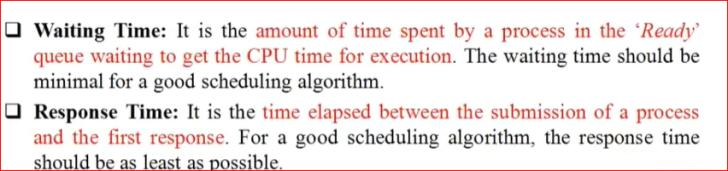 ❑ Waiting Time: It is the amount of time spent by a process in the ‘Ready’
queue waiting to get the CPU time for execution. The waiting time should be
minimal for a good scheduling algorithm.
❑ Response Time: It is the time elapsed between the submission of a process
and the first response. For a good scheduling algorithm, the response time
should be as least as possible.